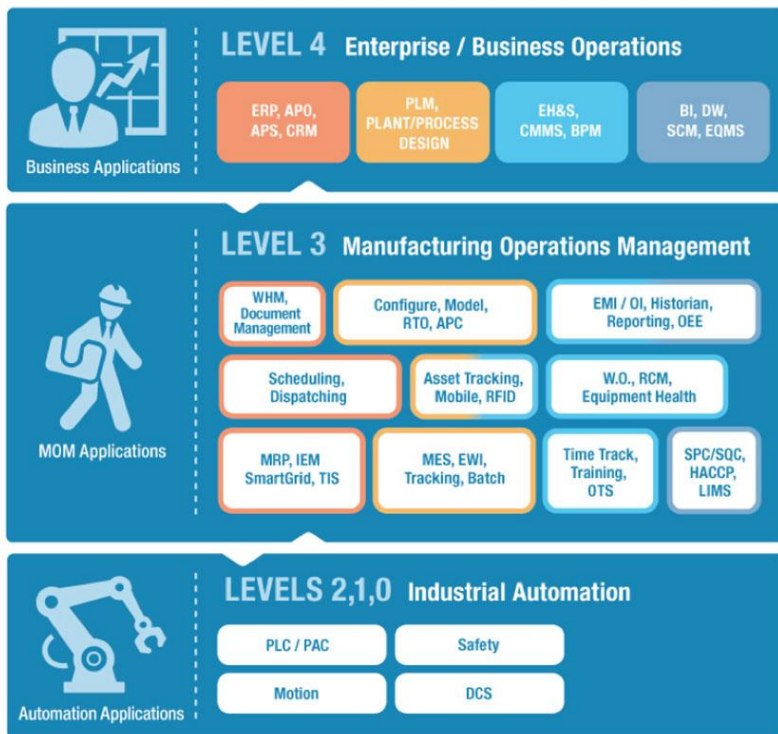 LEVEL 4 Enterprise / Business Operations
ERP, APO,
APS, CRM
PLM,
PLANT/PROCESS
DESIGN
EH&S,
CMMS, BPM
BI, DW,
SCM, EQMS
Business Applications
LEVEL 3 Manufacturing Operations Management
WHM,
Document
Management
Configure, Model,
RTO, APC
EMI / OI, Historian,
Reporting, OEE
Scheduling,
Dispatching
Asset Tracking,
Mobile, RFID
W.O., RCM,
Equipment Health
MOM Applications
MRP, IEM
SmartGrid, TIS
MES, EWI,
Tracking, Batch
Time Track,
Training,
OTS
SPC/SQC,
HACCP,
LIMS
LEVELS 2,1,0 Industrial Automation
PLC / PAC
Safety
Motion
DCS
Automation Applications